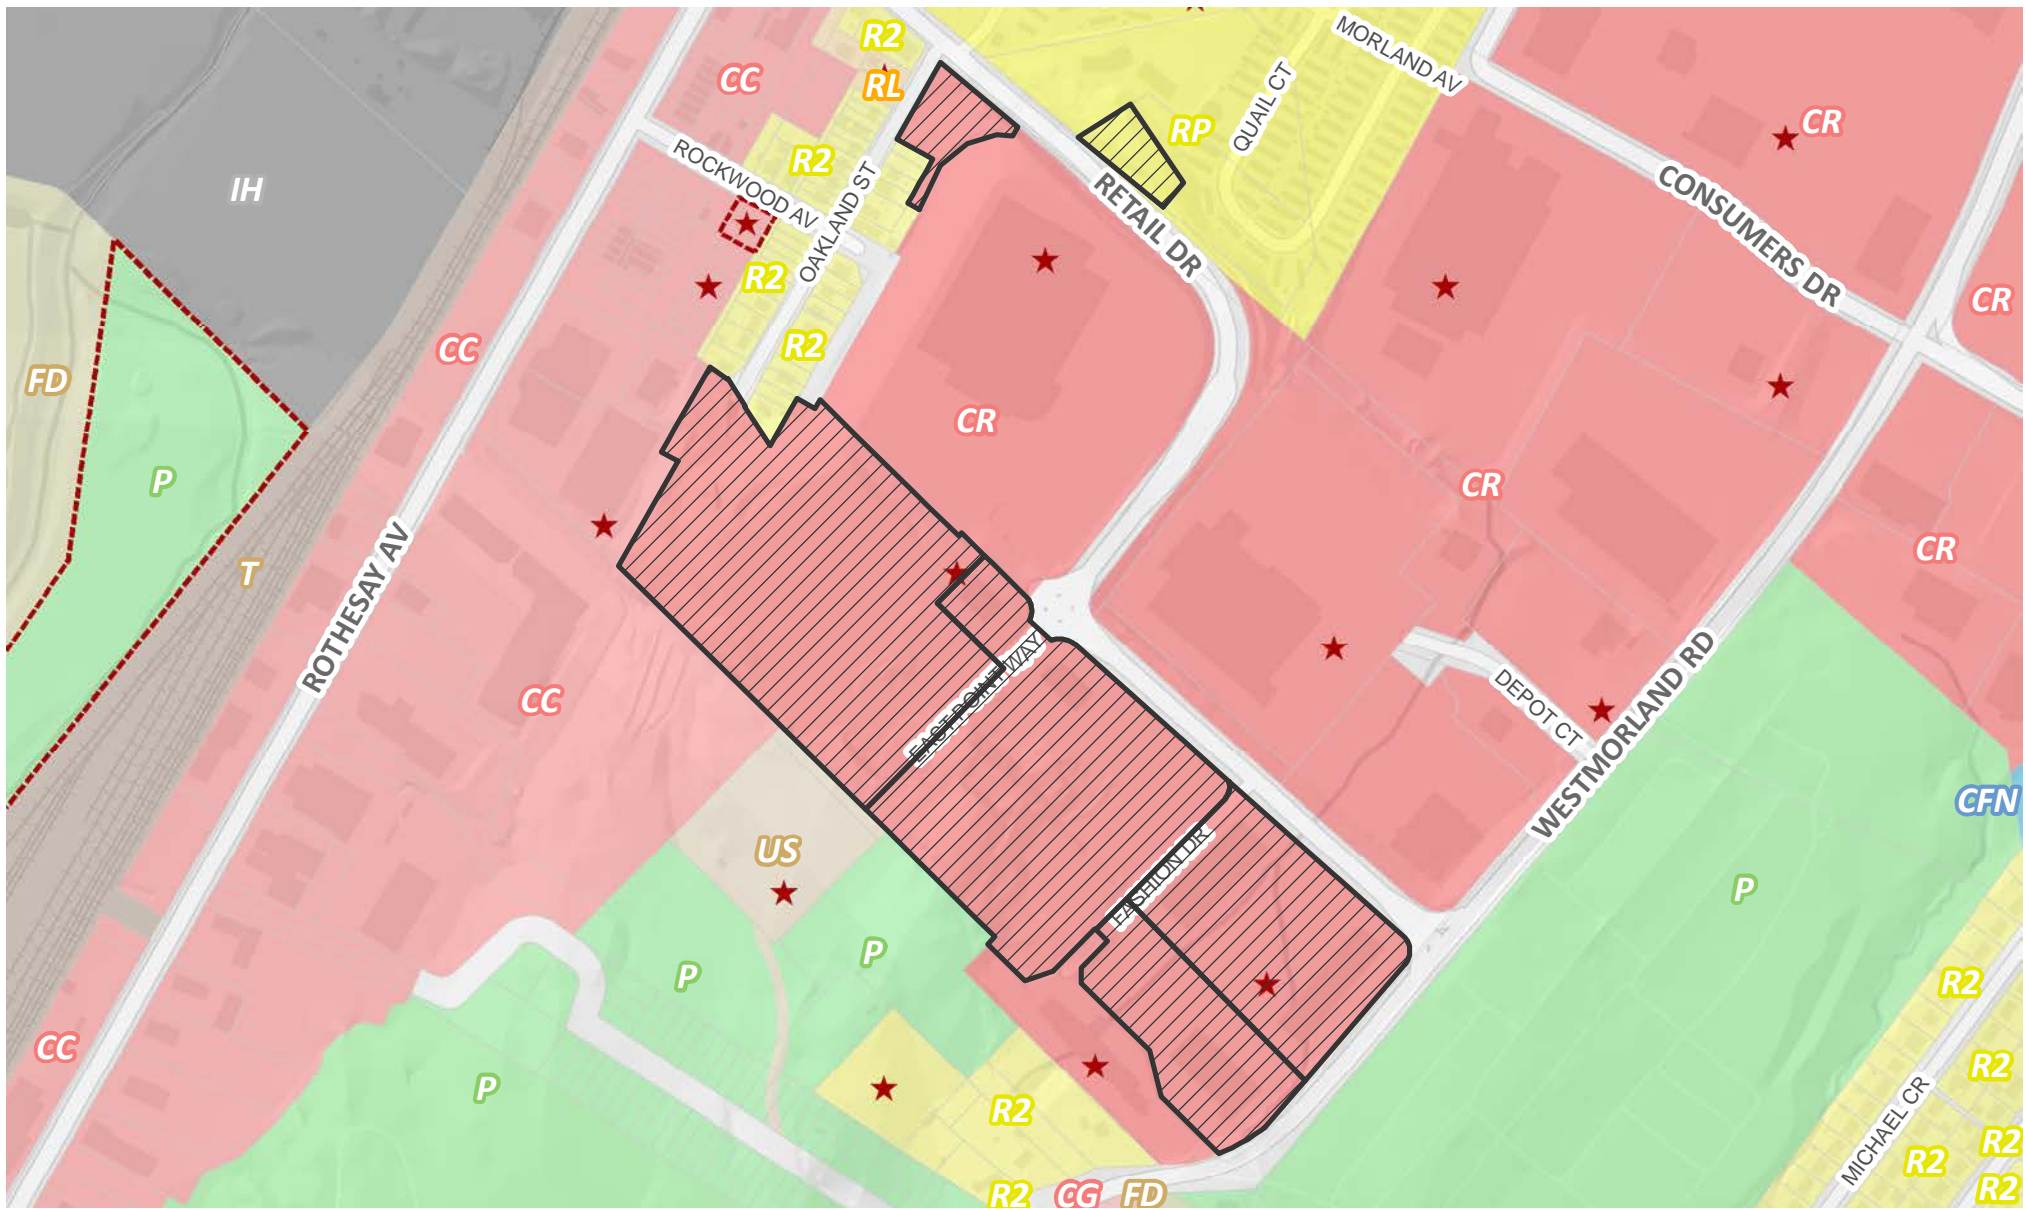 R2
MORLAND AV
CC
RL
QUAIL CT
CR
RP
R2
ROCKWOOD AV
IH
OAKLAND ST
RETAIL DR
CONSUMERS DR
R2
CR
R2
CC
FD
CR
P
CR
CR
T
ROTHESAY AV
CC
EAST POINT WAY
DEPOT CT
WESTMORLAND RD
CFN
US
FASHION DR
P
P
P
R2
CC
P
R2
R2
MICHAEL CR
R2
R2
R2
CG
FD
R2